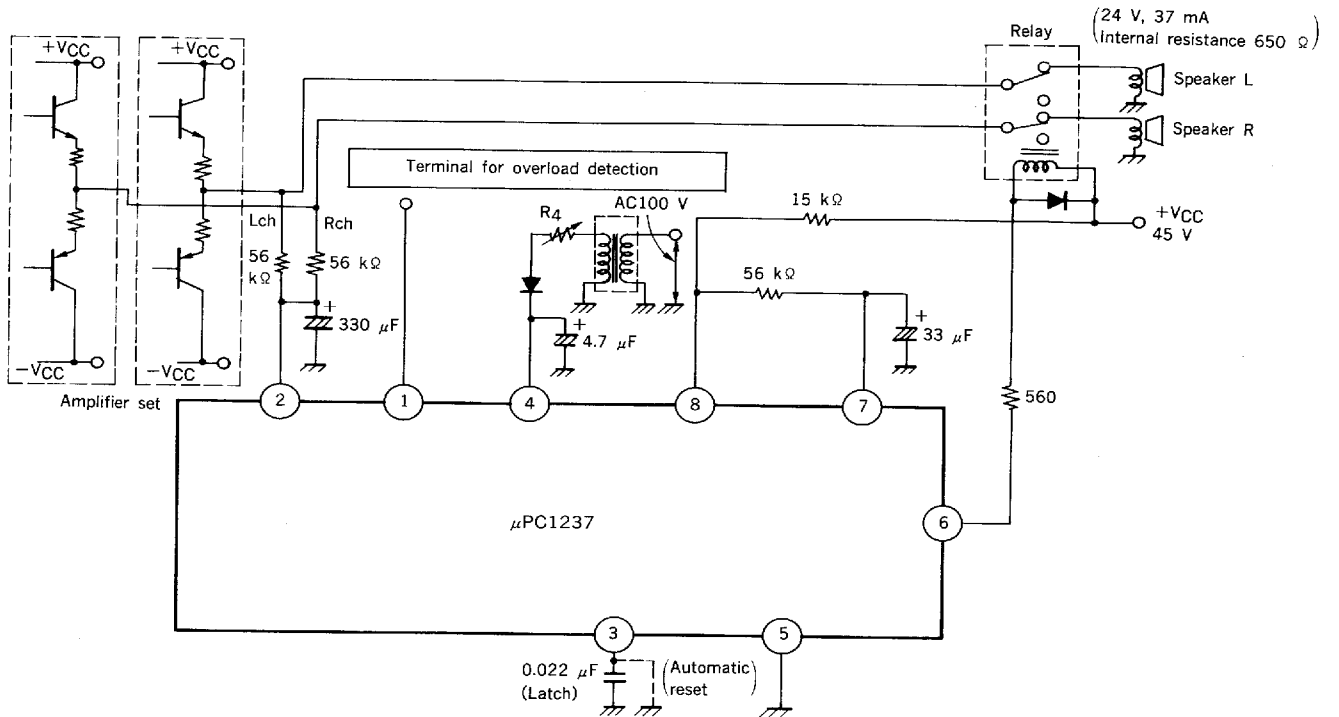 (24 V, 37 mA
Internal resistance 650 Ω)
Relay
+VCC
+VCC
Speaker L
Speaker R
Terminal for overload detection
AC100 V
R4
15 kΩ
+VCC
45 V
Lch
Rch
56
kΩ
56 kΩ
56 kΩ
+
330 μF
+
4.7 μF
+
33 μF
-VCC
-VCC
Amplifier set
560
2
1
4
8
7
μPC1237
6
3
5
0.022 μF
(Latch)
(Automatic
reset)